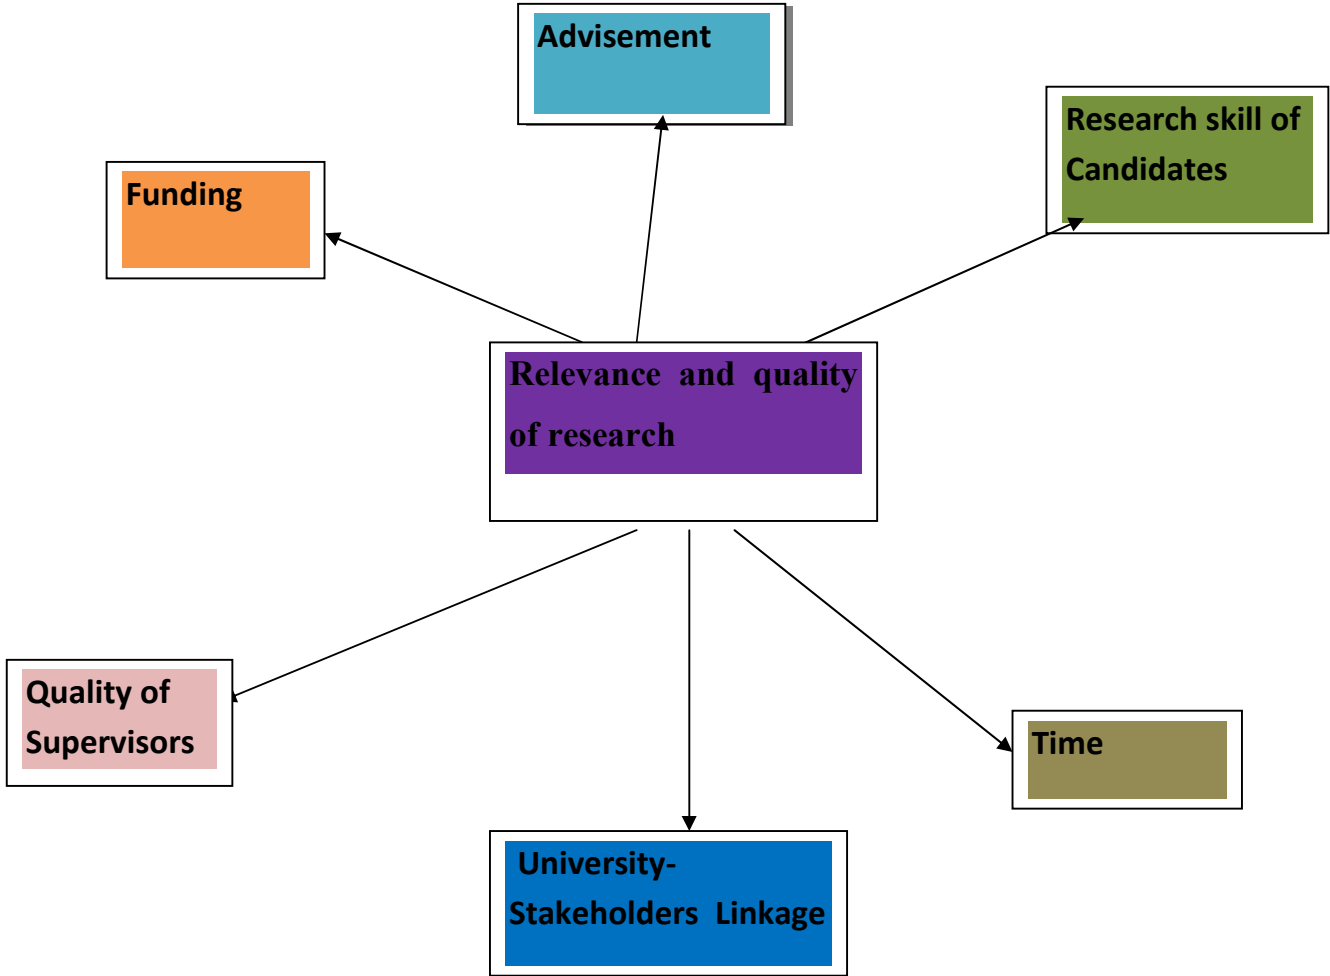 Advisement
Research skill of
Candidates
Funding
Relevance and quality
of research
Quality of
Supervisors
Time
University-
Stakeholders Linkage